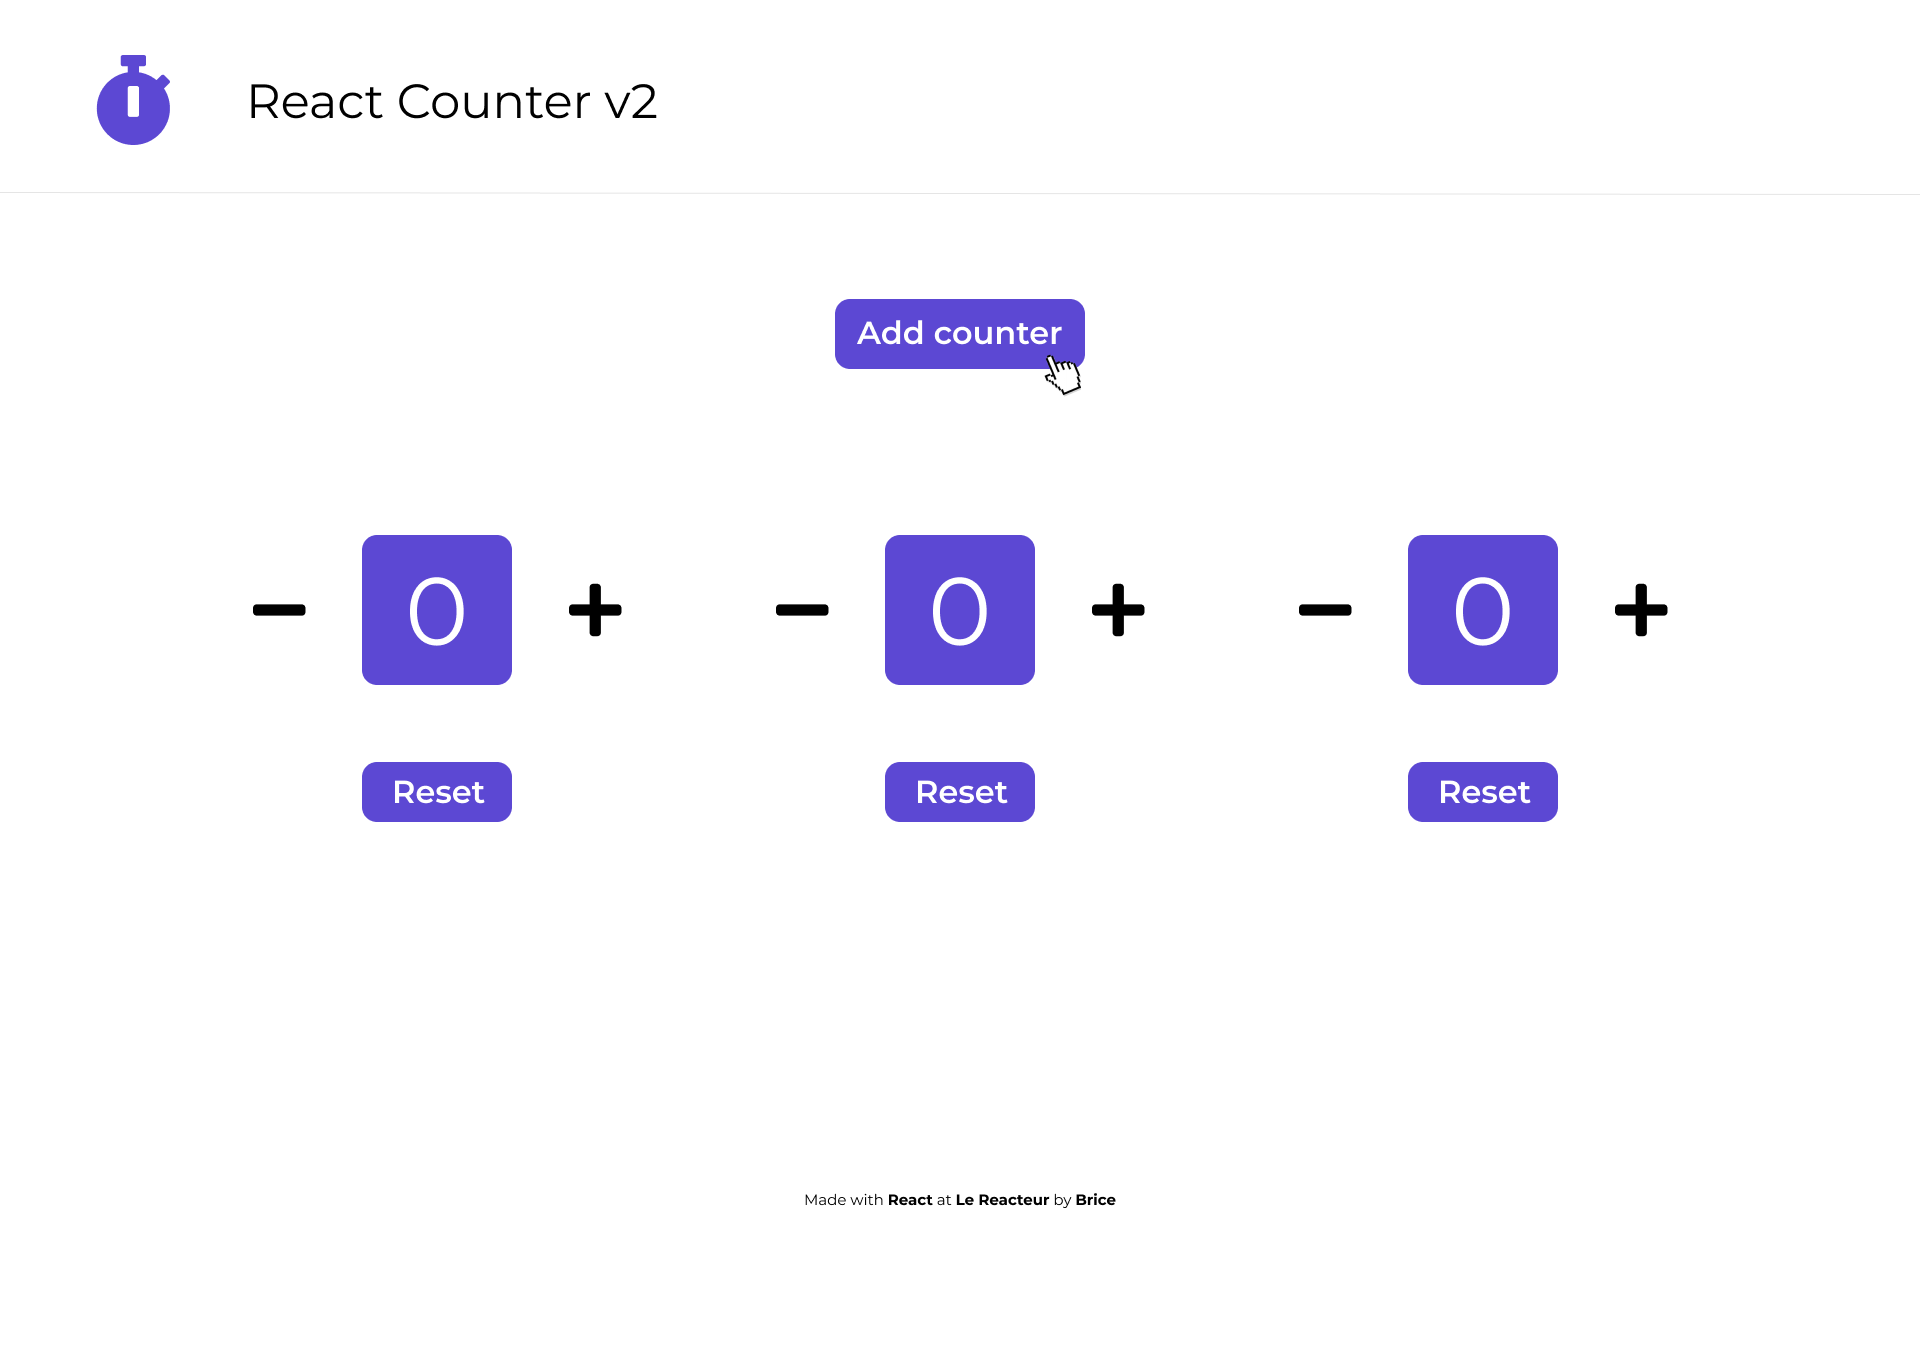 React Counter v2
Add counter
− 0 + − 0 + − 0 +
Reset Reset Reset
Made with React at Le Reacteur by Brice